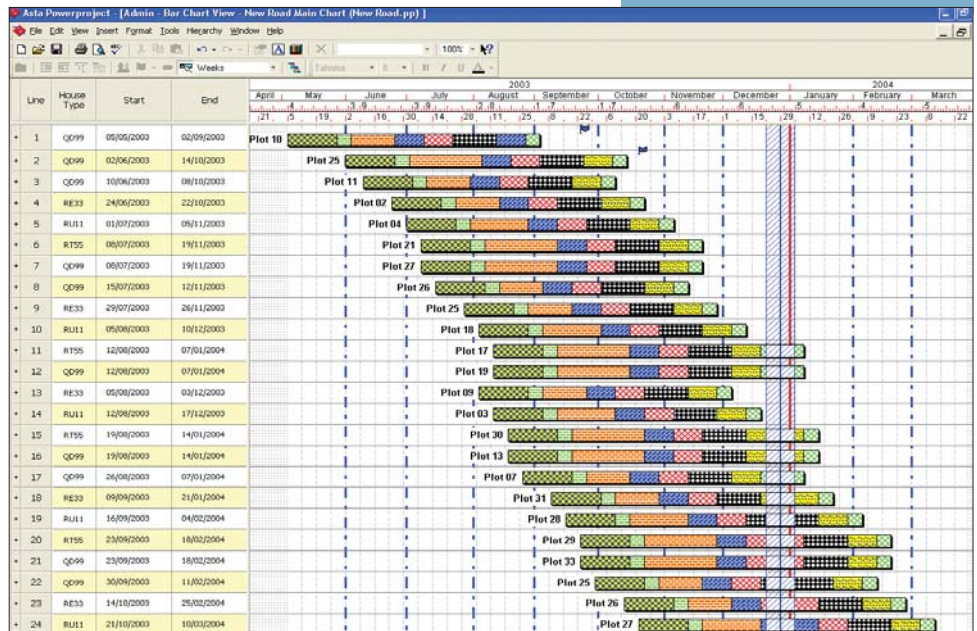 Asta Powerproject - [Admin - Bar Chart View - New Road Main Chart (New Road.pp) ]
File Edit View Insert Format Tools Hierarchy Window Help
100%
Weeks Tahoma 8 B I U A
2003 2004
Line House Type Start End April May June July August September October November December January February March
1 QD99 05/05/2003 02/09/2003 Plot 10
2 QD99 02/06/2003 14/10/2003 Plot 25
3 QD99 10/06/2003 08/10/2003 Plot 11
4 RE33 24/06/2003 22/10/2003 Plot 02
5 RU11 01/07/2003 05/11/2003 Plot 04
6 RT55 08/07/2003 19/11/2003 Plot 21
7 QD99 08/07/2003 19/11/2003 Plot 27
8 QD99 15/07/2003 12/11/2003 Plot 26
9 RE33 29/07/2003 26/11/2003 Plot 25
10 RU11 05/08/2003 10/12/2003 Plot 18
11 RT55 12/08/2003 07/01/2004 Plot 17
12 QD99 12/08/2003 07/01/2004 Plot 19
13 RE33 05/08/2003 03/12/2003 Plot 09
14 RU11 12/08/2003 17/12/2003 Plot 03
15 RT55 19/08/2003 14/01/2004 Plot 30
16 QD99 19/08/2003 14/01/2004 Plot 13
17 QD99 26/08/2003 07/01/2004 Plot 07
18 RE33 09/09/2003 21/01/2004 Plot 31
19 RU11 16/09/2003 04/02/2004 Plot 28
20 RT55 23/09/2003 18/02/2004 Plot 29
21 QD99 23/09/2003 18/02/2004 Plot 33
22 QD99 30/09/2003 11/02/2004 Plot 25
23 RE33 14/10/2003 25/02/2004 Plot 26
24 RU11 21/10/2003 10/03/2004 Plot 27